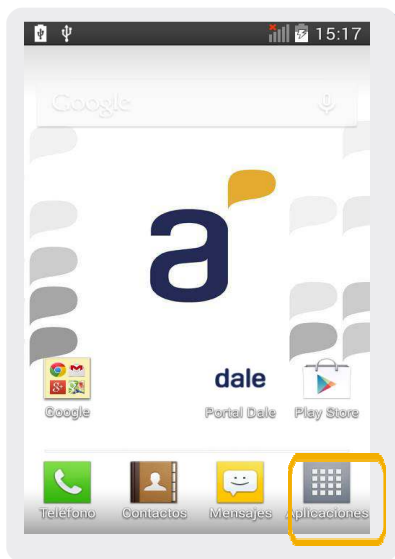 15:17
Google
a
dale
Google Portal Dale Play Store
Teléfono Contactos Mensajes Aplicaciones